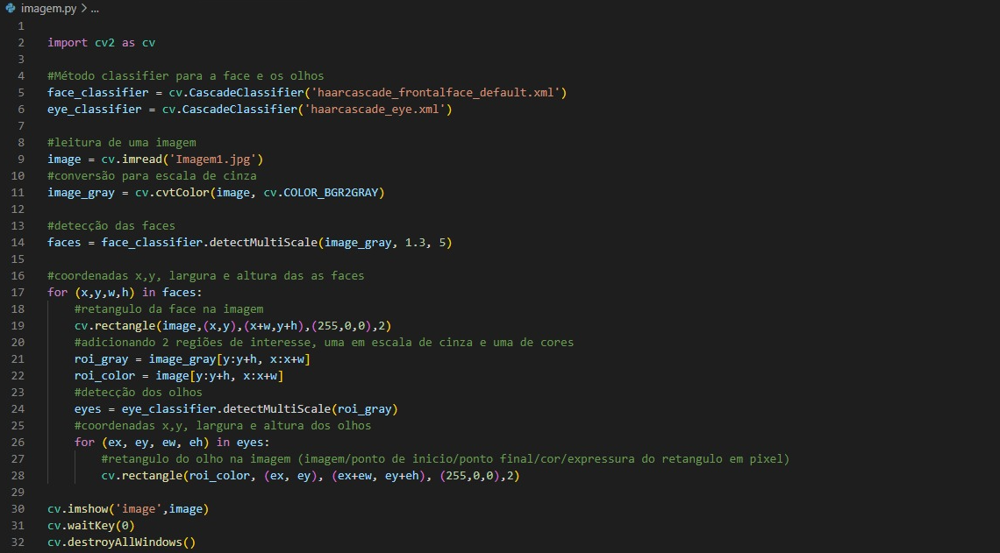 imagem.py > ...
1
2 import cv2 as cv
3
4 #Método classifier para a face e os olhos
5 face_classifier = cv.CascadeClassifier('haarcascade_frontalface_default.xml')
6 eye_classifier = cv.CascadeClassifier('haarcascade_eye.xml')
7
8 #leitura de uma imagem
9 image = cv.imread('Imagem1.jpg')
10 #conversão para escala de cinza
11 image_gray = cv.cvtColor(image, cv.COLOR_BGR2GRAY)
12
13 #detecção das faces
14 faces = face_classifier.detectMultiScale(image_gray, 1.3, 5)
15
16 #coordenadas x,y, largura e altura das as faces
17 for (x,y,w,h) in faces:
18     #retangulo da face na imagem
19     cv.rectangle(image,(x,y),(x+w,y+h),(255,0,0),2)
20     #adicionando 2 regiões de interesse, uma em escala de cinza e uma de cores
21     roi_gray = image_gray[y:y+h, x:x+w]
22     roi_color = image[y:y+h, x:x+w]
23     #detecção dos olhos
24     eyes = eye_classifier.detectMultiScale(roi_gray)
25     #coordenadas x,y, largura e altura dos olhos
26     for (ex, ey, ew, eh) in eyes:
27         #retangulo do olho na imagem (imagem/ponto de inicio/ponto final/cor/expressura do retangulo em pixel)
28         cv.rectangle(roi_color, (ex, ey), (ex+ew, ey+eh), (255,0,0),2)
29
30 cv.imshow('image',image)
31 cv.waitKey(0)
32 cv.destroyAllWindows()